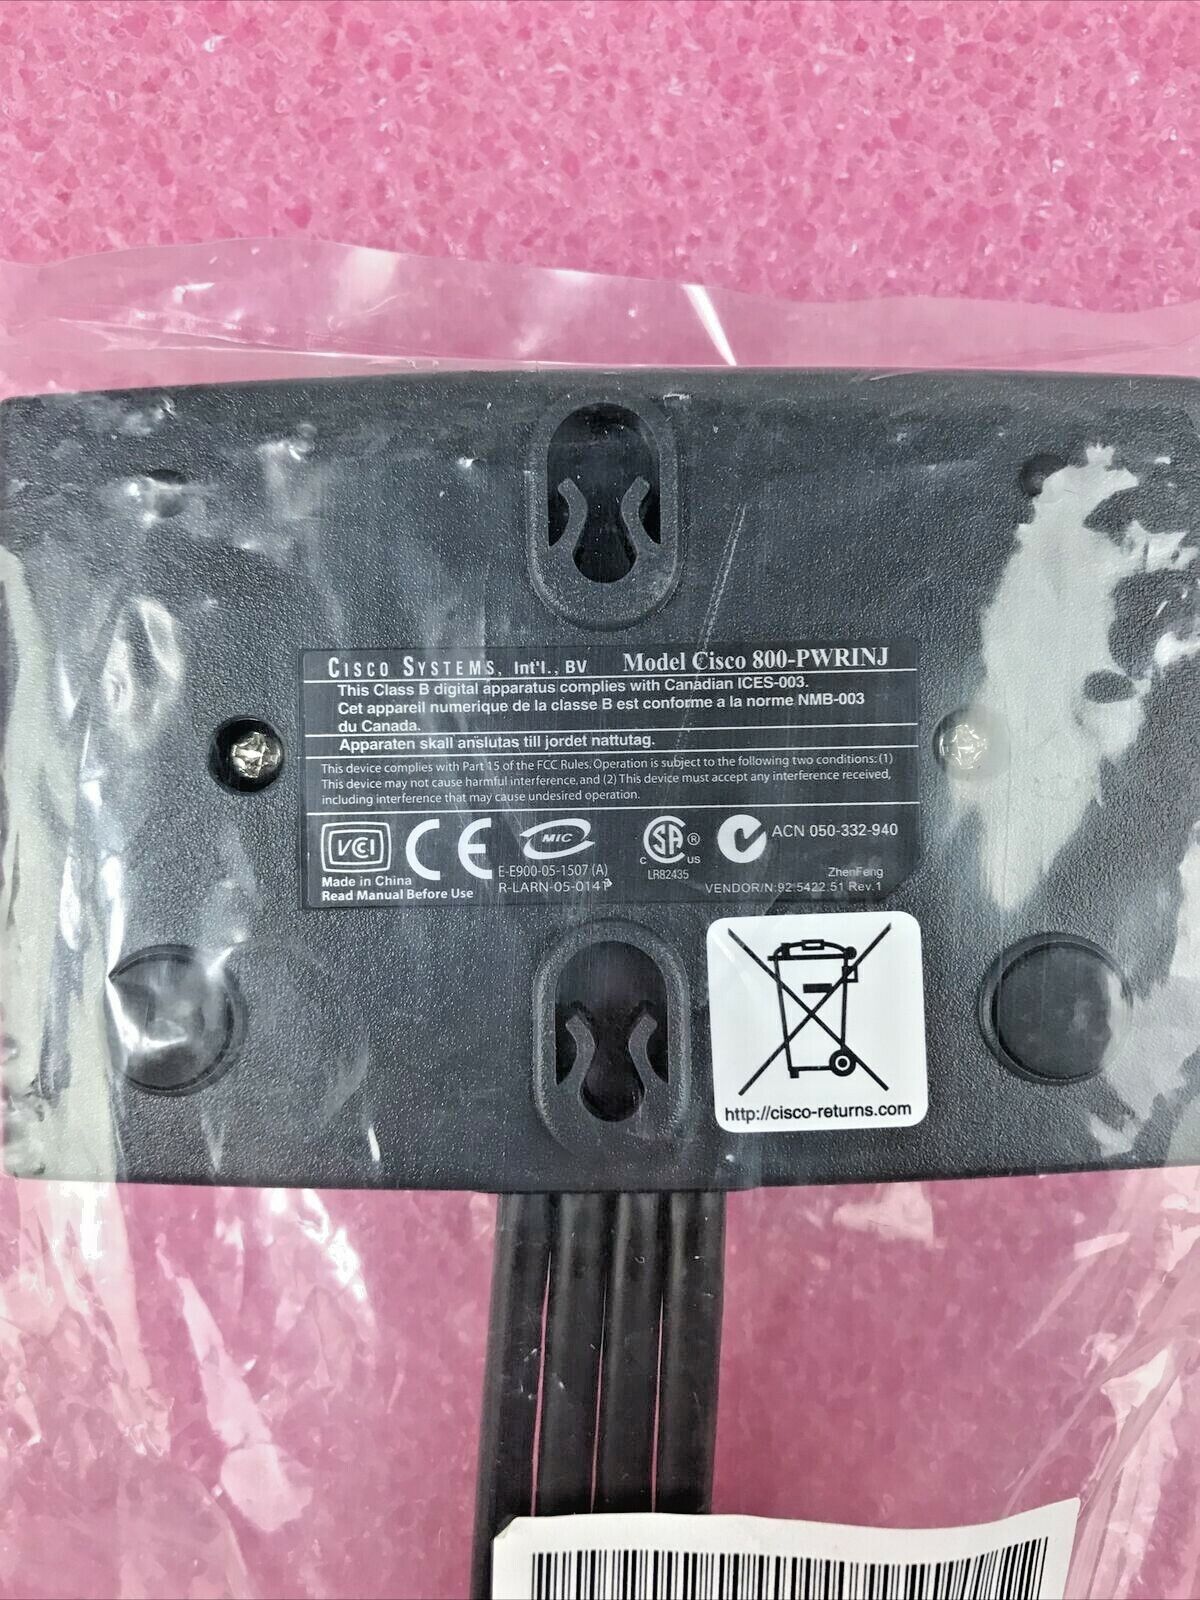 CISCO SYSTEMS, Int'l., BV Model Cisco 800-PWRINJ
This Class B digital apparatus complies with Canadian ICES-003.
Cet appareil numerique de la classe B est conforme a la norme NMB-003
du Canada.
Apparaten skall anslutas till jordet nattutag.
This device complies with Part 15 of the FCC Rules. Operation is subject to the following two conditions: (1)
This device may not cause harmful interference, and (2) This device must accept any interference received,
including interference that may cause undesired operation.
VCI
CE
MIC
SA ®
C US
ACN 050-332-940
E-E900-05-1507 (A)
LR82435
ZhenFeng
Made in China
R-LARN-05-0141
VENDOR/N:92.5422.51 Rev.1
Read Manual Before Use
http://cisco-returns.com